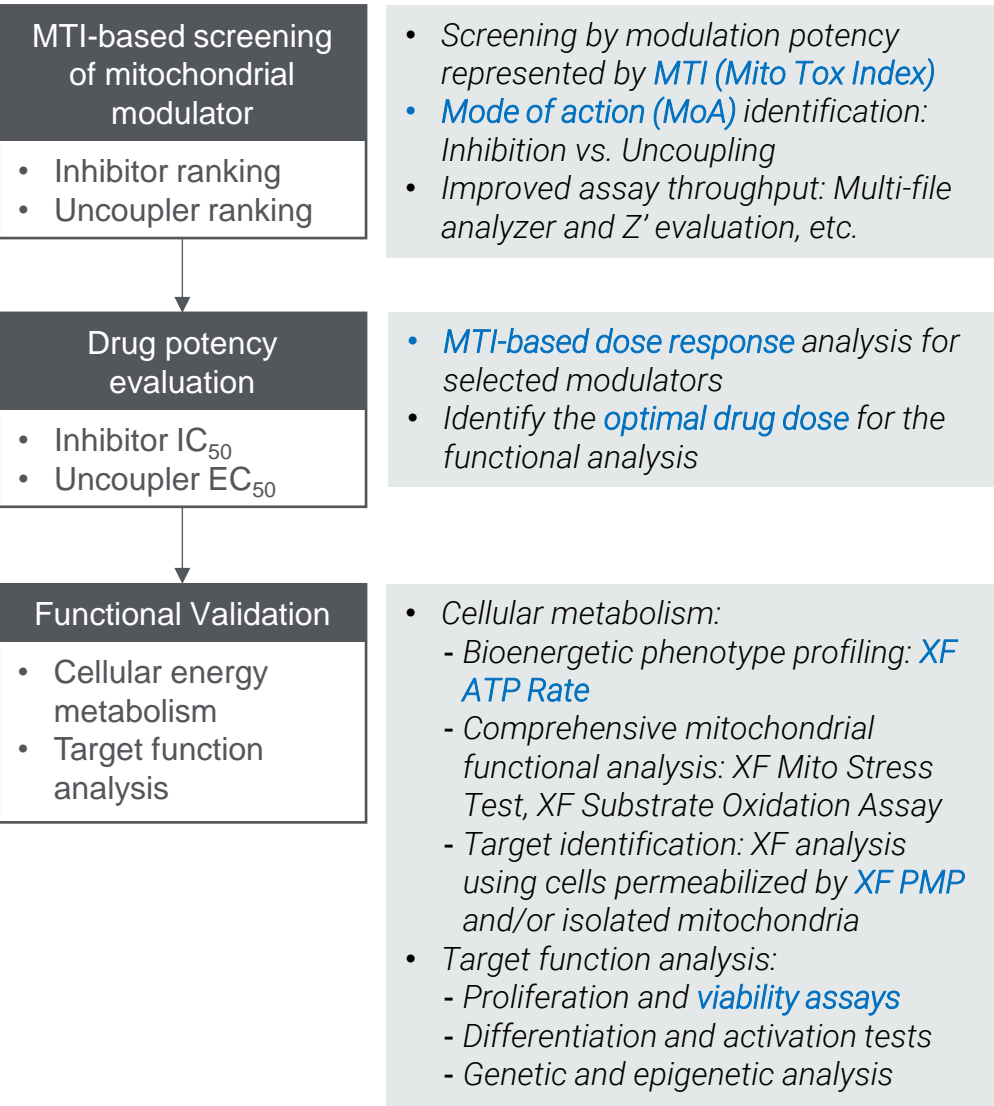 MTI-based screening
of mitochondrial
modulator
• Inhibitor ranking
• Uncoupler ranking
• Screening by modulation potency
represented by MTI (Mito Tox Index)
• Mode of action (MoA) identification:
Inhibition vs. Uncoupling
• Improved assay throughput: Multi-file
analyzer and Z’ evaluation, etc.
Drug potency
evaluation
• Inhibitor IC50
• Uncoupler EC50
• MTI-based dose response analysis for
selected modulators
• Identify the optimal drug dose for the
functional analysis
Functional Validation
• Cellular energy
metabolism
• Target function
analysis
• Cellular metabolism:
- Bioenergetic phenotype profiling: XF
ATP Rate
- Comprehensive mitochondrial
functional analysis: XF Mito Stress
Test, XF Substrate Oxidation Assay
- Target identification: XF analysis
using cells permeabilized by XF PMP
and/or isolated mitochondria
• Target function analysis:
- Proliferation and viability assays
- Differentiation and activation tests
- Genetic and epigenetic analysis